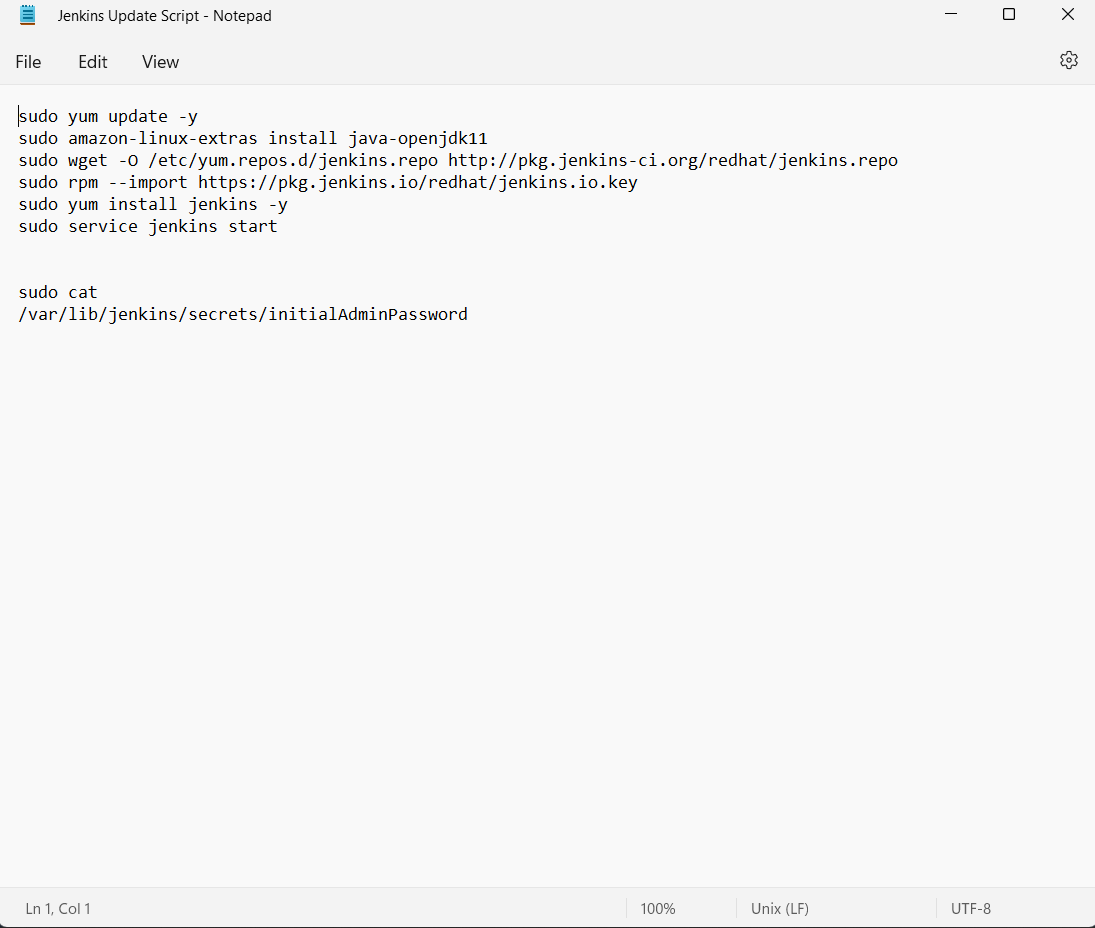 Jenkins Update Script - Notepad
File Edit View
sudo yum update -y
sudo amazon-linux-extras install java-openjdk11
sudo wget -O /etc/yum.repos.d/jenkins.repo http://pkg.jenkins-ci.org/redhat/jenkins.repo
sudo rpm --import https://pkg.jenkins.io/redhat/jenkins.io.key
sudo yum install jenkins -y
sudo service jenkins start
sudo cat
/var/lib/jenkins/secrets/initialAdminPassword
Ln 1, Col 1 100% Unix (LF) UTF-8